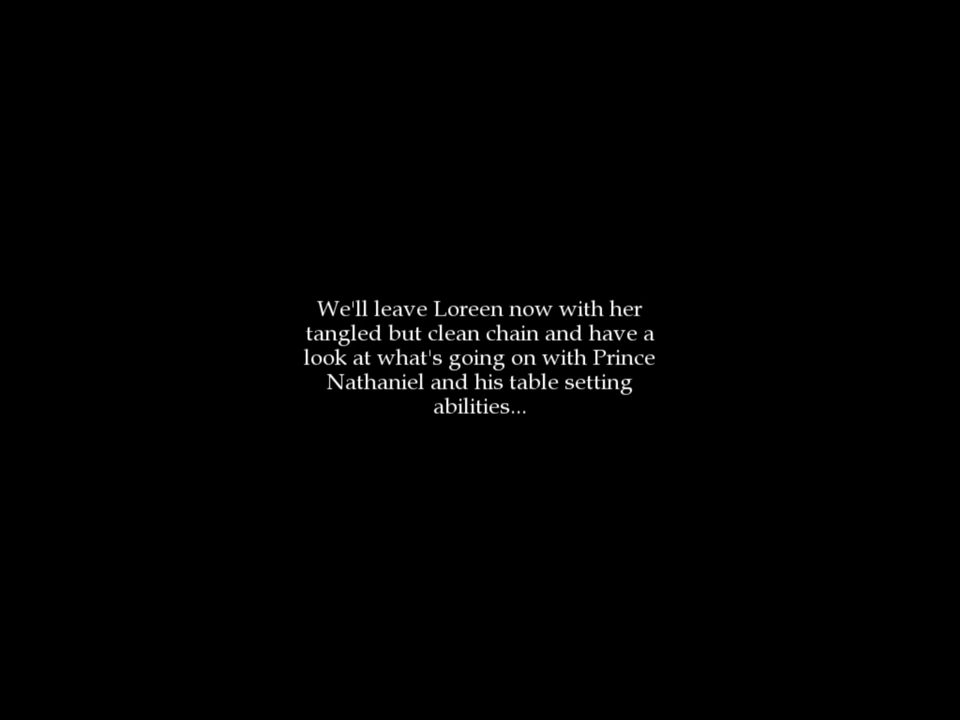 We'll leave Loreen now with her
tangled but clean chain and have a
look at what's going on with Prince
Nathaniel and his table setting
abilities...